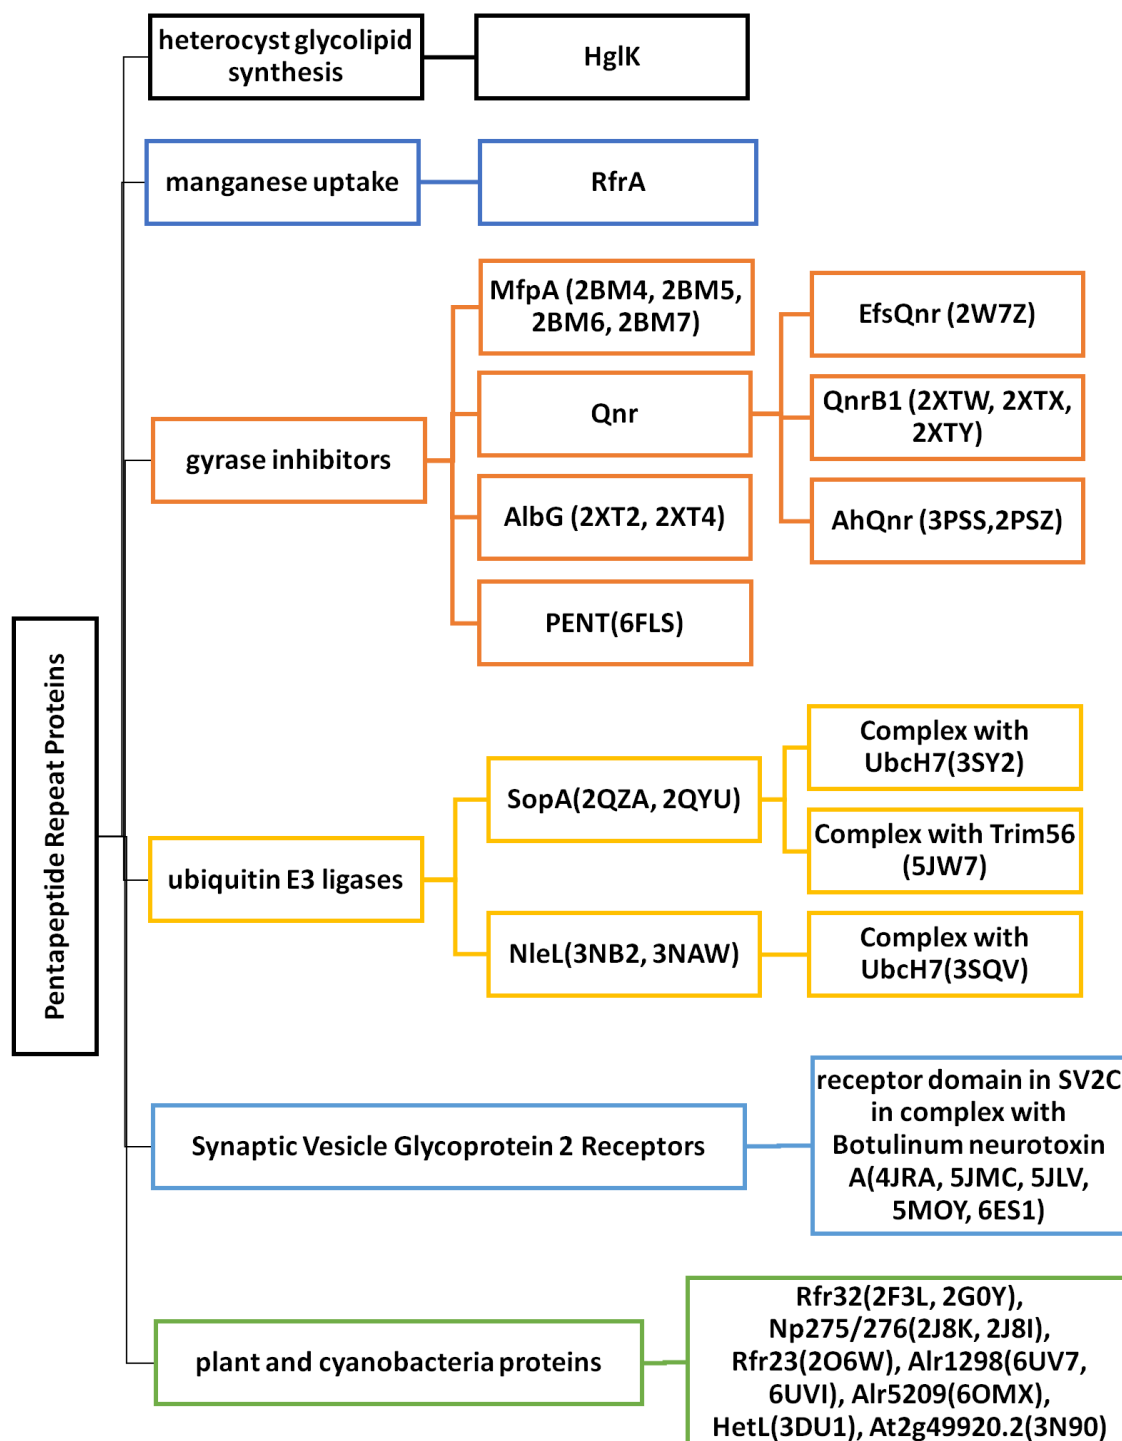 heterocyst glycolipid
synthesis
HglK
manganese uptake
RfrA
MfpA (2BM4, 2BM5,
2BM6, 2BM7)
EfsQnr (2W7Z)
Qnr
QnrB1 (2XTW, 2XTX,
2XTY)
gyrase inhibitors
AlbG (2XT2, 2XT4)
AhQnr (3PSS,2PSZ)
PENT(6FLS)
Pentapeptide Repeat Proteins
Complex with
UbcH7(3SY2)
SopA(2QZA, 2QYU)
Complex with Trim56
(5JW7)
ubiquitin E3 ligases
NleL(3NB2, 3NAW)
Complex with
UbcH7(3SQV)
Synaptic Vesicle Glycoprotein 2 Receptors
receptor domain in SV2C
in complex with
Botulinum neurotoxin
A(4JRA, 5JMC, 5JLV,
5MOY, 6ES1)
plant and cyanobacteria proteins
Rfr32(2F3L, 2G0Y),
Np275/276(2J8K, 2J8I),
Rfr23(2O6W), Alr1298(6UV7,
6UVI), Alr5209(6OMX),
HetL(3DU1), At2g49920.2(3N90)